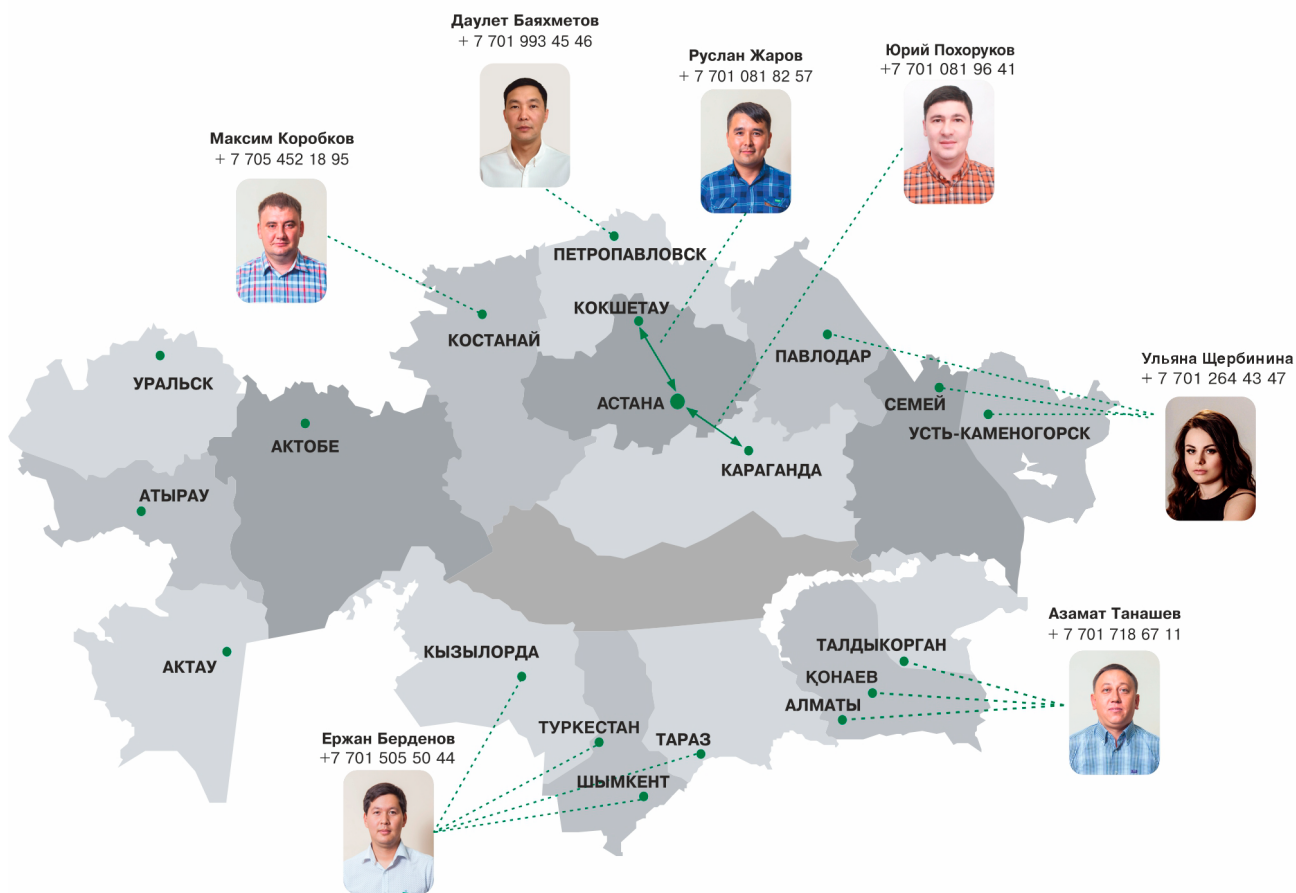 Даулет Баяхметов
+ 7 701 993 45 46
Руслан Жаров
+ 7 701 081 82 57
Юрий Похоруков
+7 701 081 96 41
Максим Коробков
+ 7 705 452 18 95
ПЕТРОПАВЛОВСК
КОКШЕТАУ
КОСТАНАЙ
ПАВЛОДАР
Ульяна Щербинина
+ 7 701 264 43 47
УРАЛЬСК
АСТАНА
СЕМЕЙ
УСТЬ-КАМЕНОГОРСК
АКТОБЕ
КАРАГАНДА
АТЫРАУ
Азамат Танашев
+ 7 701 718 67 11
КЫЗЫЛОРДА
ТАЛДЫКОРГАН
АКТАУ
ҚОНАЕВ
АЛМАТЫ
ТУРКЕСТАН
ТАРАЗ
Ержан Берденов
+7 701 505 50 44
ШЫМКЕНТ